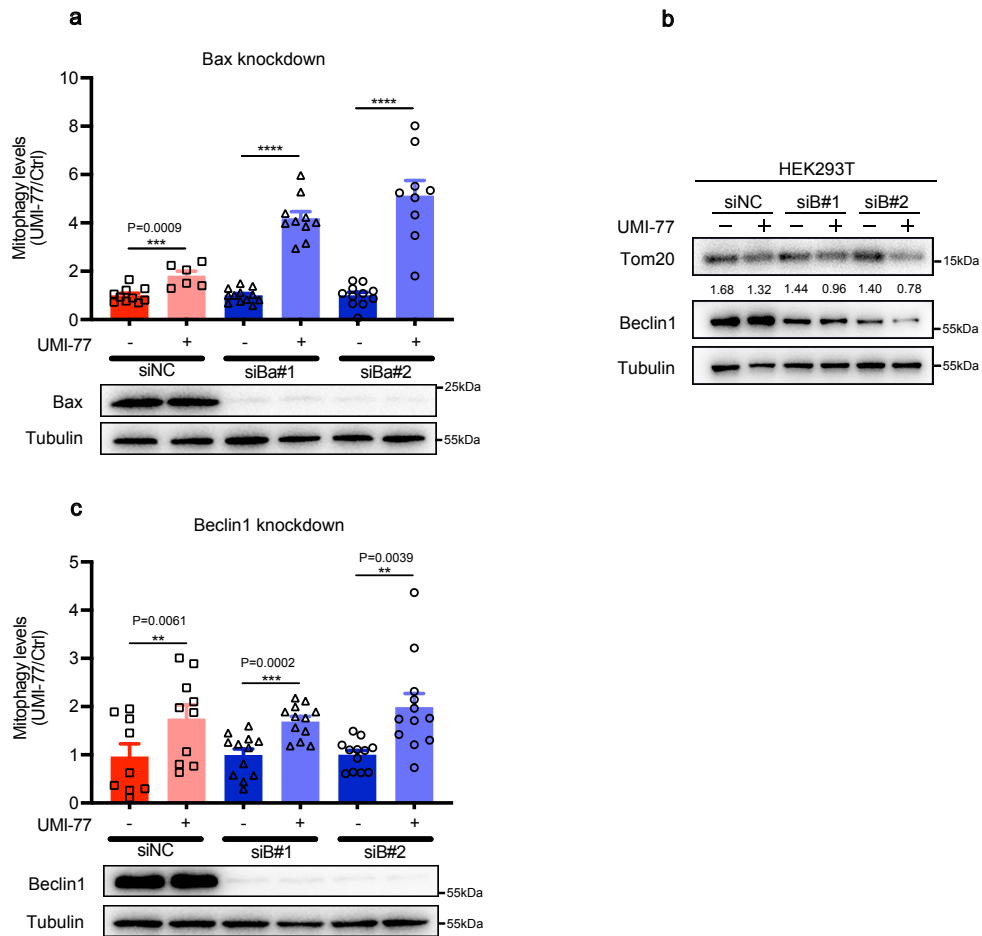 a
Bax knockdown
Mitophagy levels
(UMI-77/Ctrl)
10
8
6
4
2
0
P=0.0009
***
****
****
UMI-77 - + - + - +
siNC siBa#1 siBa#2
Bax 25kDa
Tubulin 55kDa
b
HEK293T
siNC siB#1 siB#2
UMI-77 − + − + − +
Tom20 15kDa
1.68 1.32 1.44 0.96 1.40 0.78
Beclin1 55kDa
Tubulin 55kDa
c
Beclin1 knockdown
Mitophagy levels
(UMI-77/Ctrl)
5
4
3
2
1
0
P=0.0061
**
P=0.0002
***
P=0.0039
**
UMI-77 - + - + - +
siNC siB#1 siB#2
Beclin1 55kDa
Tubulin 55kDa